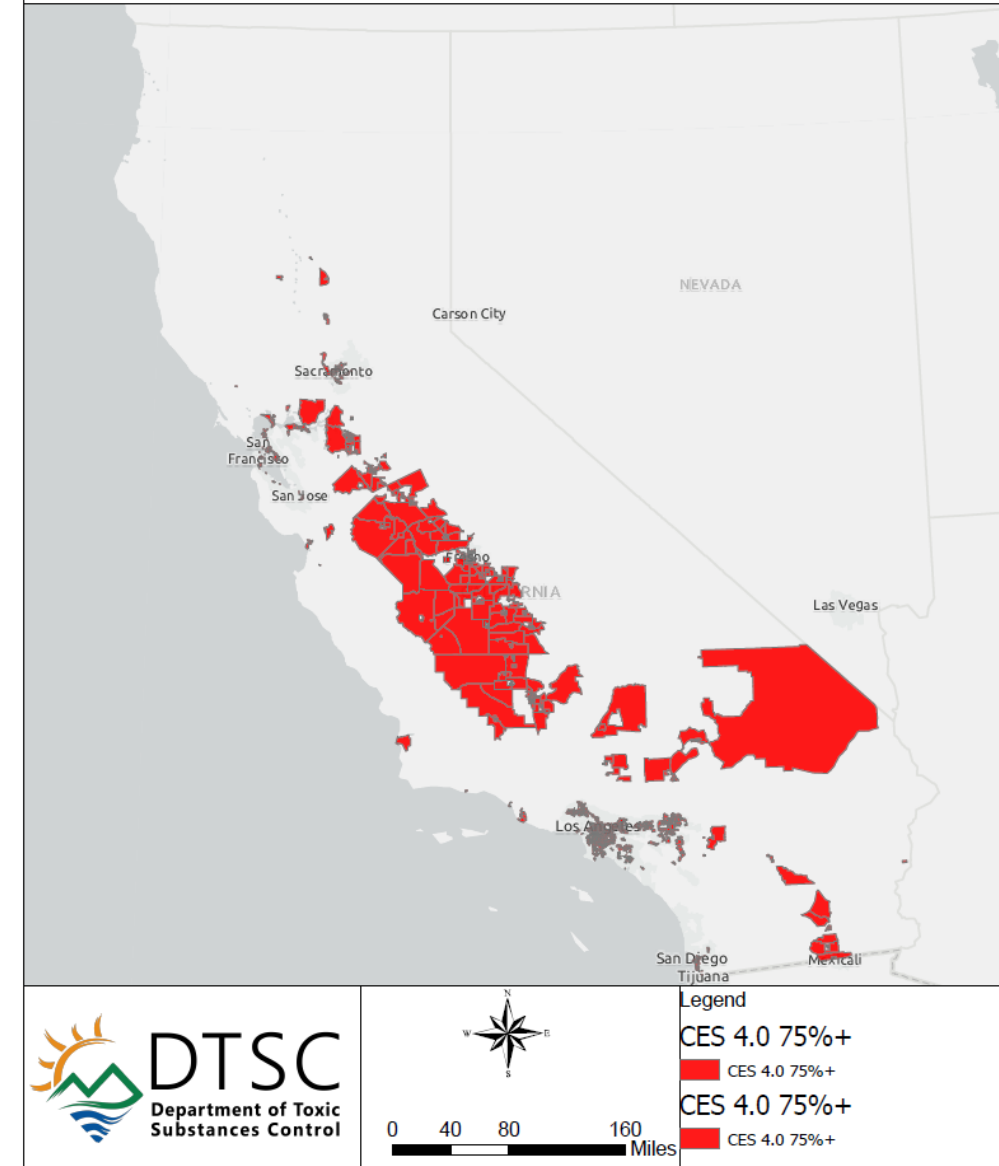 NEVADA
Carson City
Sacramento
San
Francisco
San Jose
Fresno
RNIA
Las Vegas
Los Angeles
San Diego
Tijuana
Mexicali
DTSC
Department of Toxic
Substances Control
N
W E
S
0 40 80 160
Miles
Legend
CES 4.0 75%+
CES 4.0 75%+
CES 4.0 75%+
CES 4.0 75%+